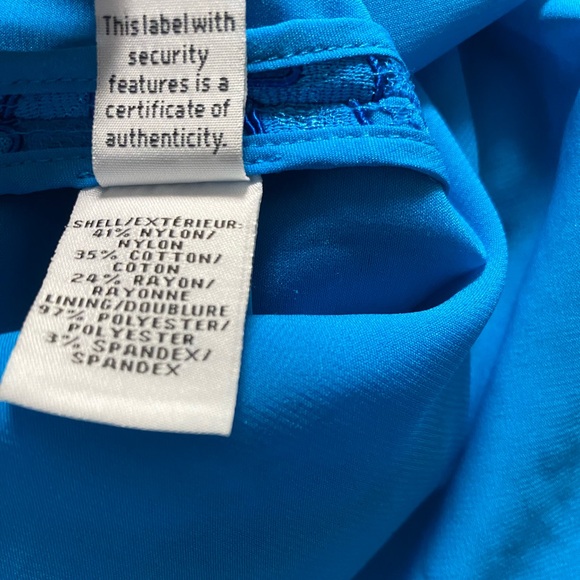 This label with
security
features is a
certificate of
authenticity.
SHELL/EXTÉRIEUR:
41% NYLON/
NYLON
35% COTTON/
COTON
24% RAYON/
RAYONNE
LINING/DOUBLURE
97% POLYESTER/
POLYESTER
3% SPANDEX/
SPANDEX